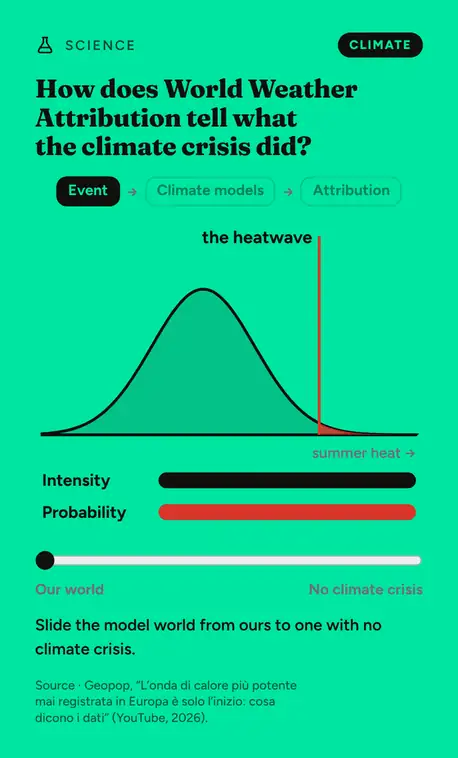 SCIENCE
CLIMATE
How does World Weather
Attribution tell what
the climate crisis did?
Event → Climate models → Attribution
the heatwave
summer heat →
Intensity
Probability
Our world
No climate crisis
Slide the model world from ours to one with no
climate crisis.
Source · Geopop, “L’onda di calore più potente
mai registrata in Europa è solo l’inizio: cosa
dicono i dati” (YouTube, 2026).